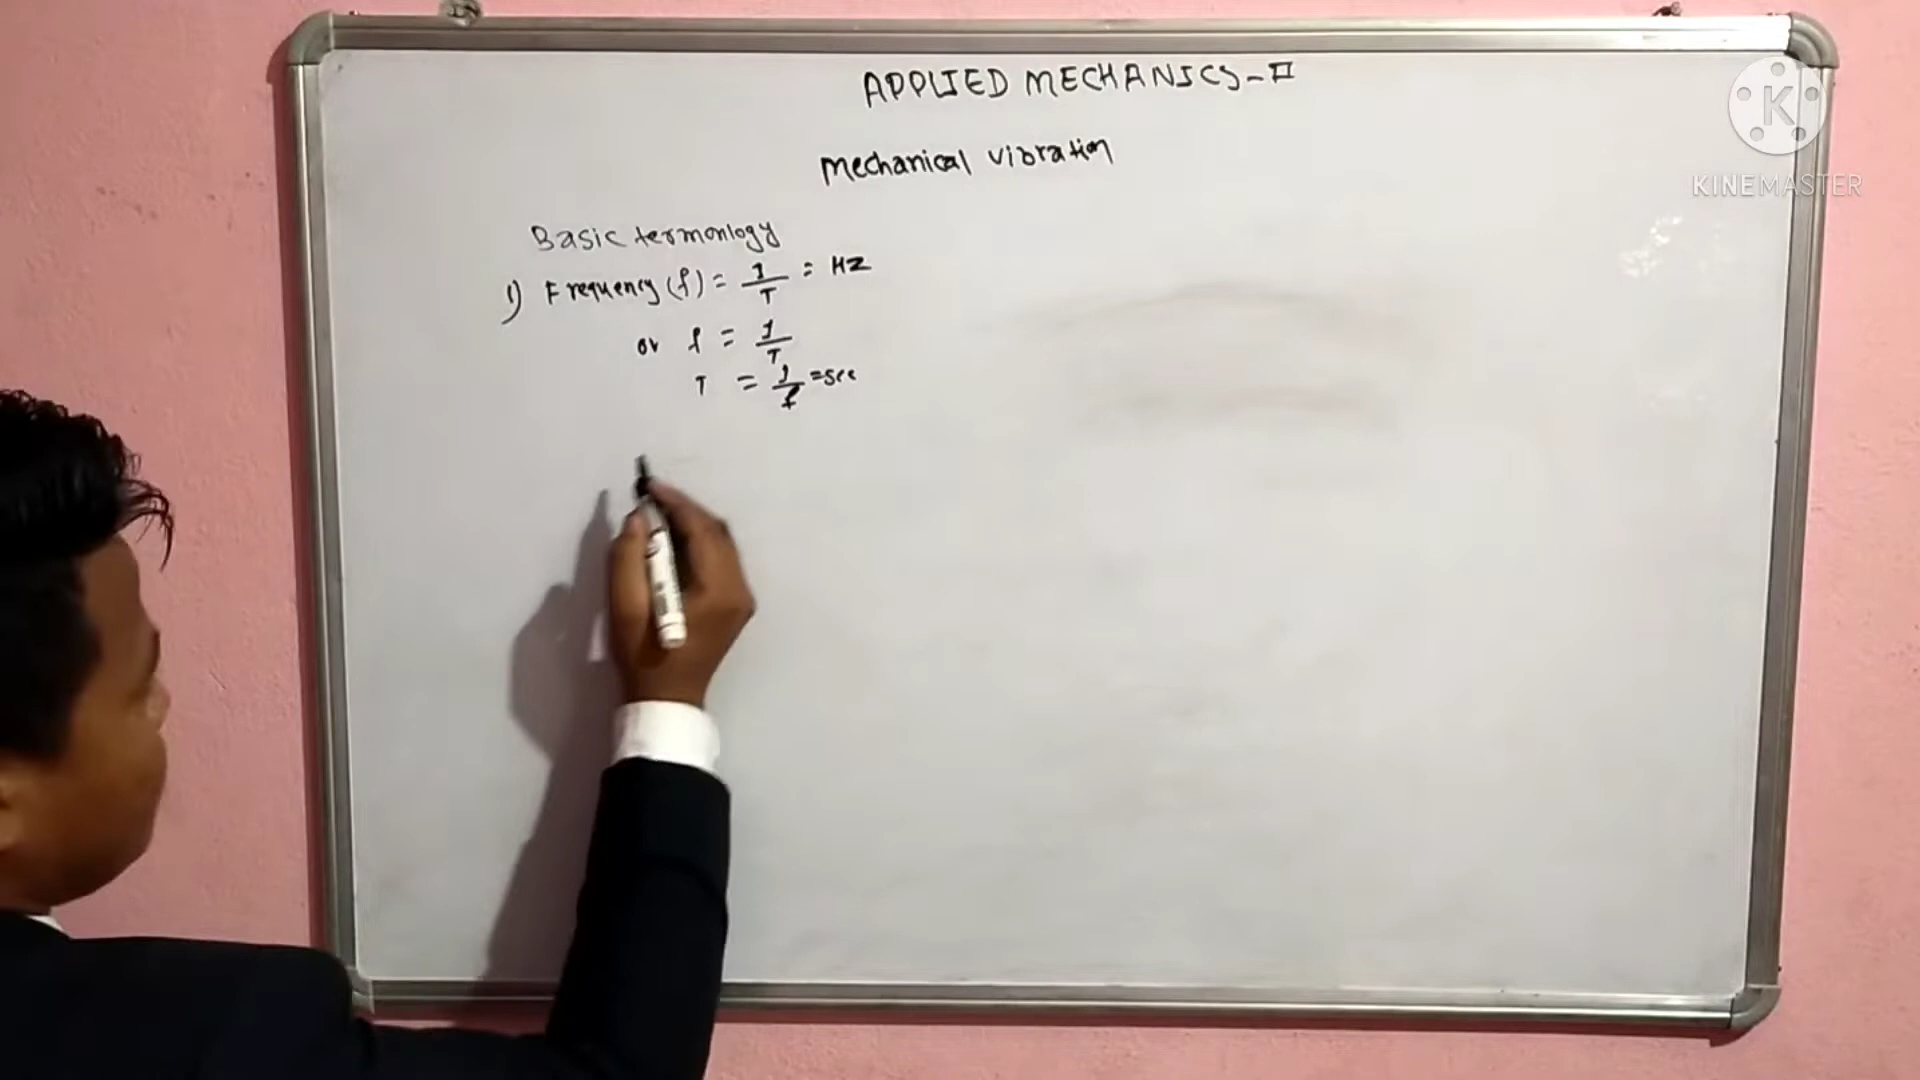 APPLIED MECHANICS-II
K
KINEMASTER
Mechanical vibration
Basic termonlogy
1) Frequency (f) = 1/T = HZ
or f = 1/T
T = 1/f = sec